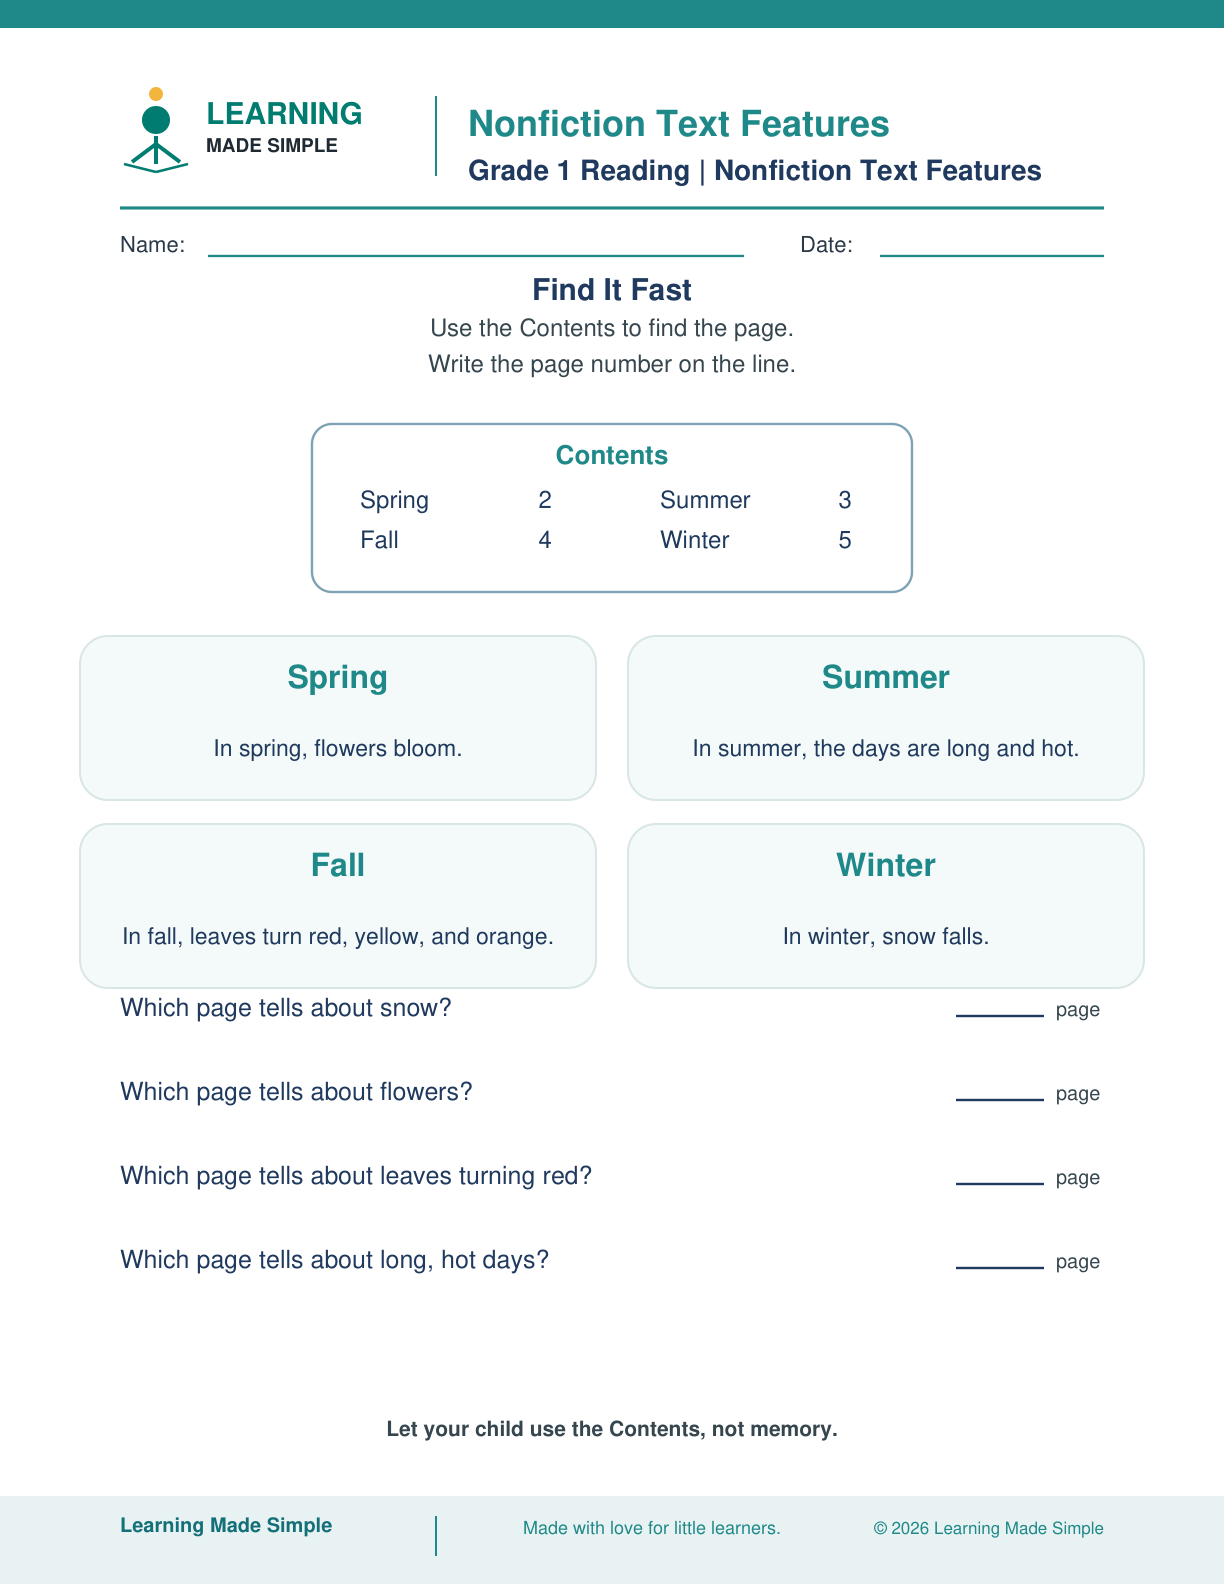 LEARNING
MADE SIMPLE
Nonfiction Text Features
Grade 1 Reading | Nonfiction Text Features
Name:
Date:
Find It Fast
Use the Contents to find the page.
Write the page number on the line.
Contents
Spring 2 Summer 3
Fall 4 Winter 5
Spring
In spring, flowers bloom.
Summer
In summer, the days are long and hot.
Fall
In fall, leaves turn red, yellow, and orange.
Winter
In winter, snow falls.
Which page tells about snow? page
Which page tells about flowers? page
Which page tells about leaves turning red? page
Which page tells about long, hot days? page
Let your child use the Contents, not memory.
Learning Made Simple
Made with love for little learners.
© 2026 Learning Made Simple